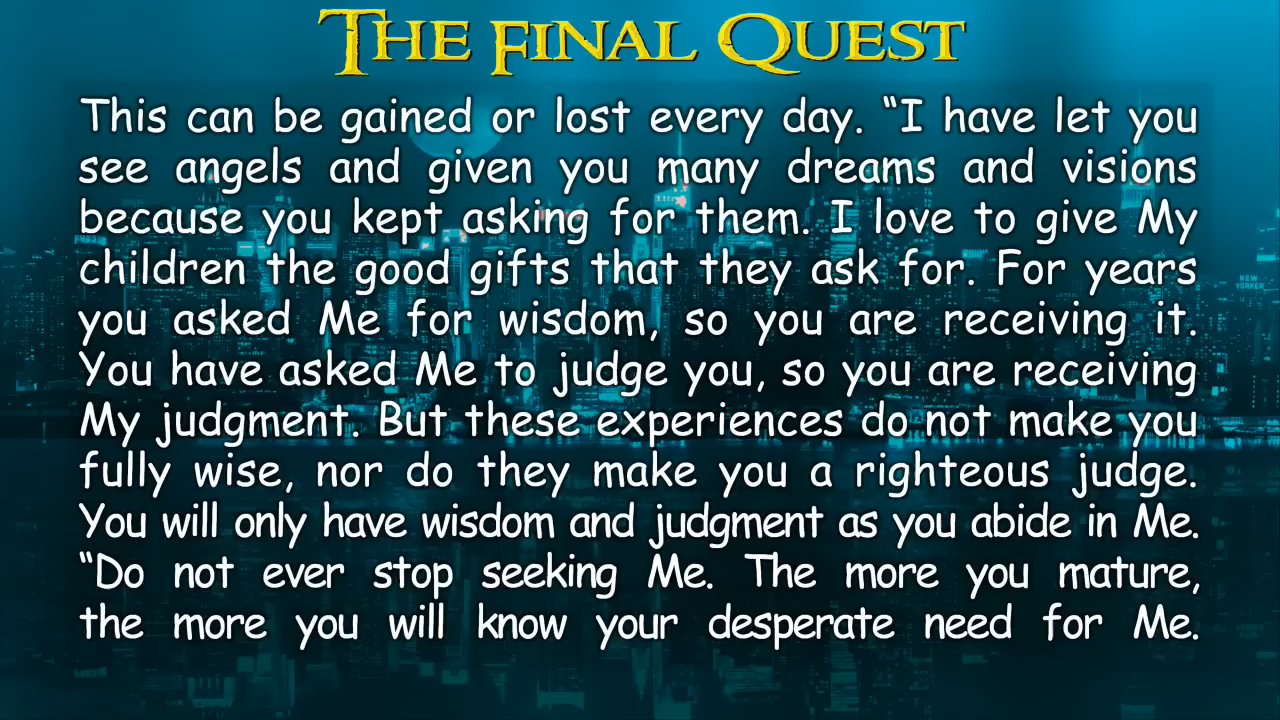 THE FINAL QUEST
This can be gained or lost every day. “I have let you
see angels and given you many dreams and visions
because you kept asking for them. I love to give My
children the good gifts that they ask for. For years
you asked Me for wisdom, so you are receiving it.
You have asked Me to judge you, so you are receiving
My judgment. But these experiences do not make you
fully wise, nor do they make you a righteous judge.
You will only have wisdom and judgment as you abide in Me.
“Do not ever stop seeking Me. The more you mature,
the more you will know your desperate need for Me.
NEW
YORKER